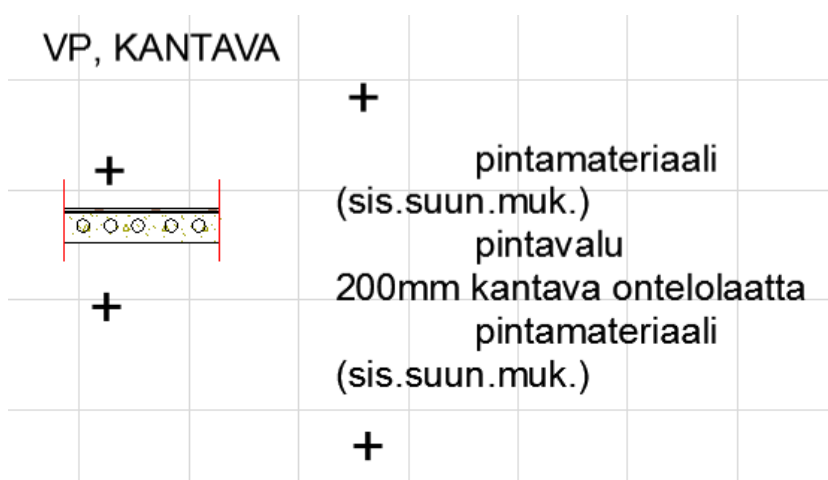 VP, KANTAVA
+
+
pintamateriaali
(sis.suun.muk.)
pintavalu
200mm kantava ontelolaatta
+
pintamateriaali
(sis.suun.muk.)
+